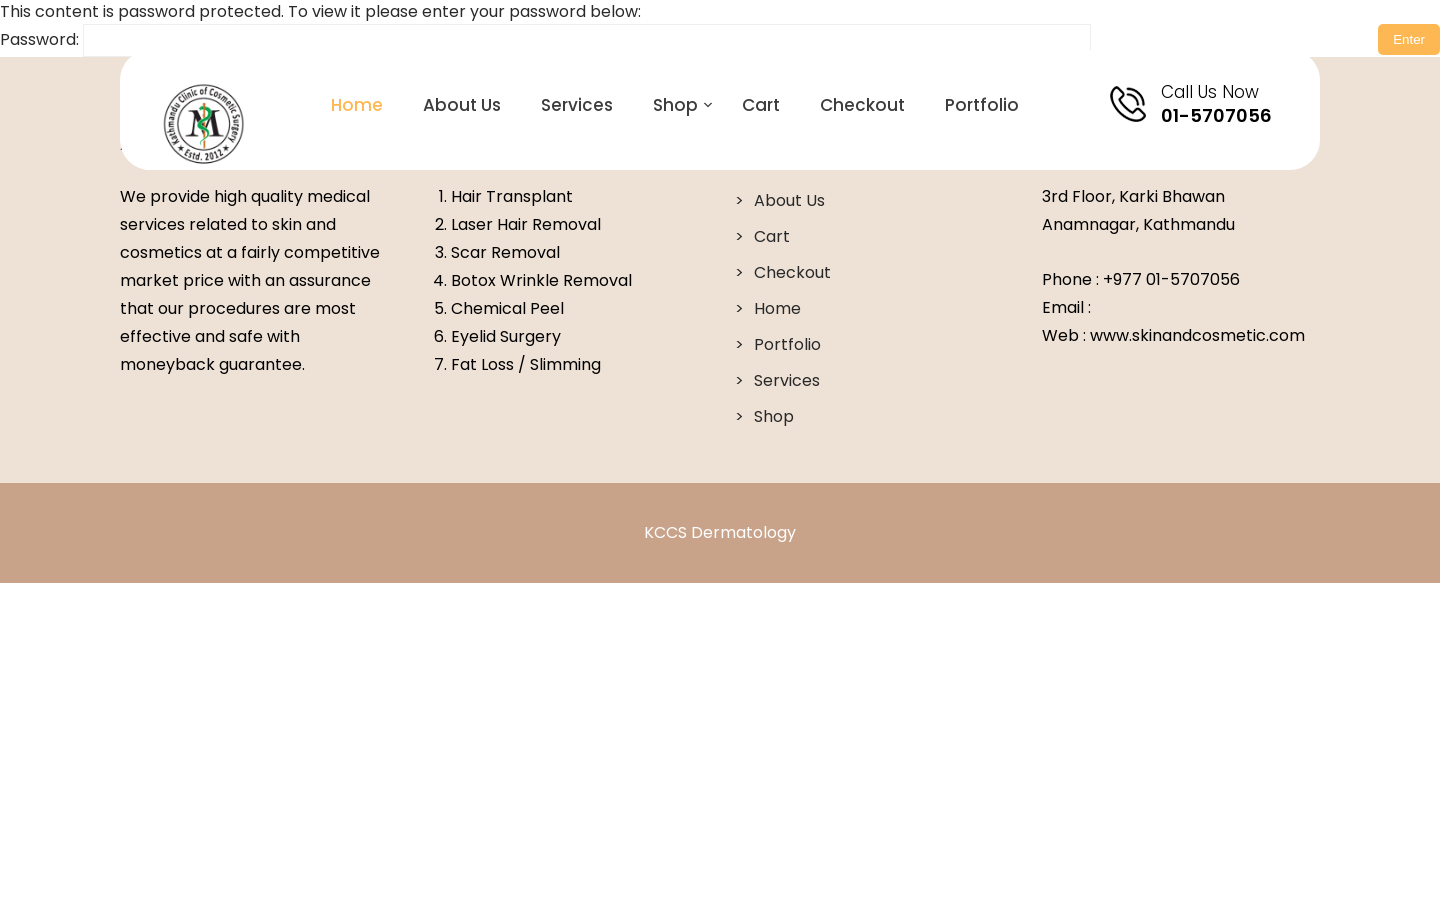 This content is password protected. To view it please enter your password below:
Password:
Enter
Kathmandu Clinic of Cosmetic Surgery
Estd. 2012
Home
About Us
Services
Shop
Cart
Checkout
Portfolio
Call Us Now
01-5707056
We provide high quality medical
services related to skin and
cosmetics at a fairly competitive
market price with an assurance
that our procedures are most
effective and safe with
moneyback guarantee.
1. Hair Transplant
2. Laser Hair Removal
3. Scar Removal
4. Botox Wrinkle Removal
5. Chemical Peel
6. Eyelid Surgery
7. Fat Loss / Slimming
> About Us
> Cart
> Checkout
> Home
> Portfolio
> Services
> Shop
3rd Floor, Karki Bhawan
Anamnagar, Kathmandu
Phone : +977 01-5707056
Email :
Web : www.skinandcosmetic.com
KCCS Dermatology